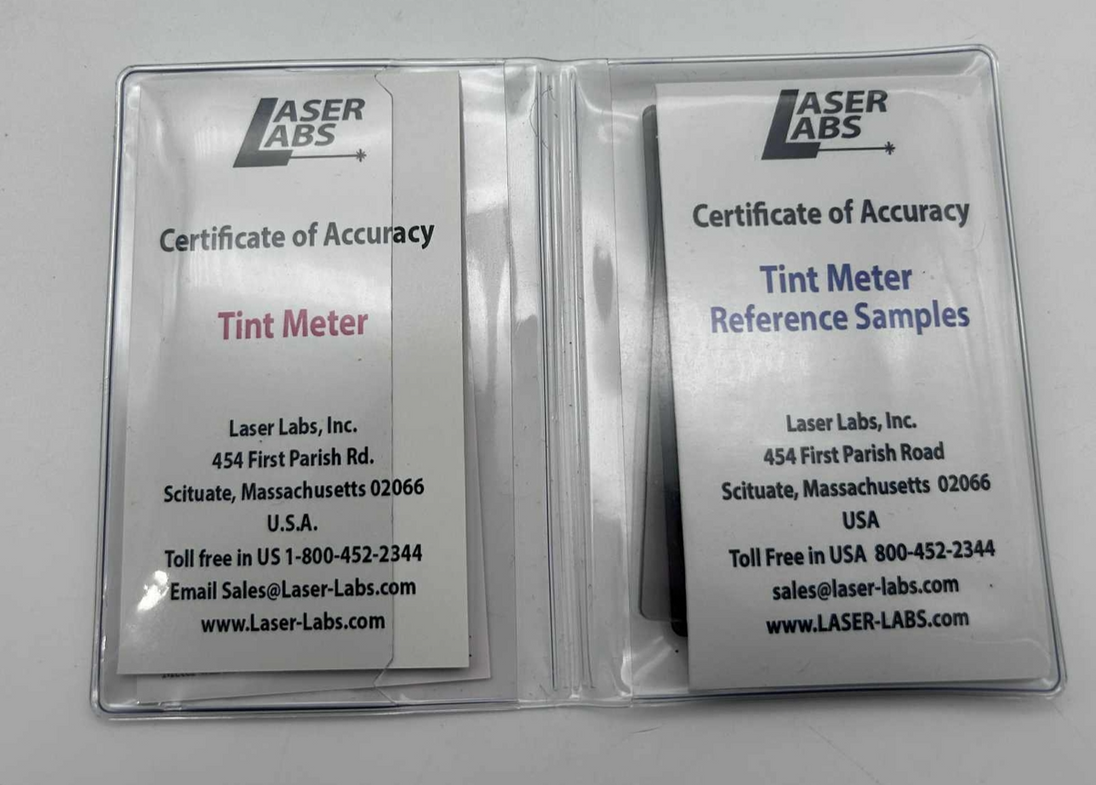 LASER
LABS
Certificate of Accuracy
Tint Meter
Laser Labs, Inc.
454 First Parish Rd.
Scituate, Massachusetts 02066
U.S.A.
Toll free in US 1-800-452-2344
Email Sales@Laser-Labs.com
www.Laser-Labs.com
LASER
LABS
Certificate of Accuracy
Tint Meter
Reference Samples
Laser Labs, Inc.
454 First Parish Road
Scituate, Massachusetts 02066
USA
Toll Free in USA 800-452-2344
sales@laser-labs.com
www.LASER-LABS.com